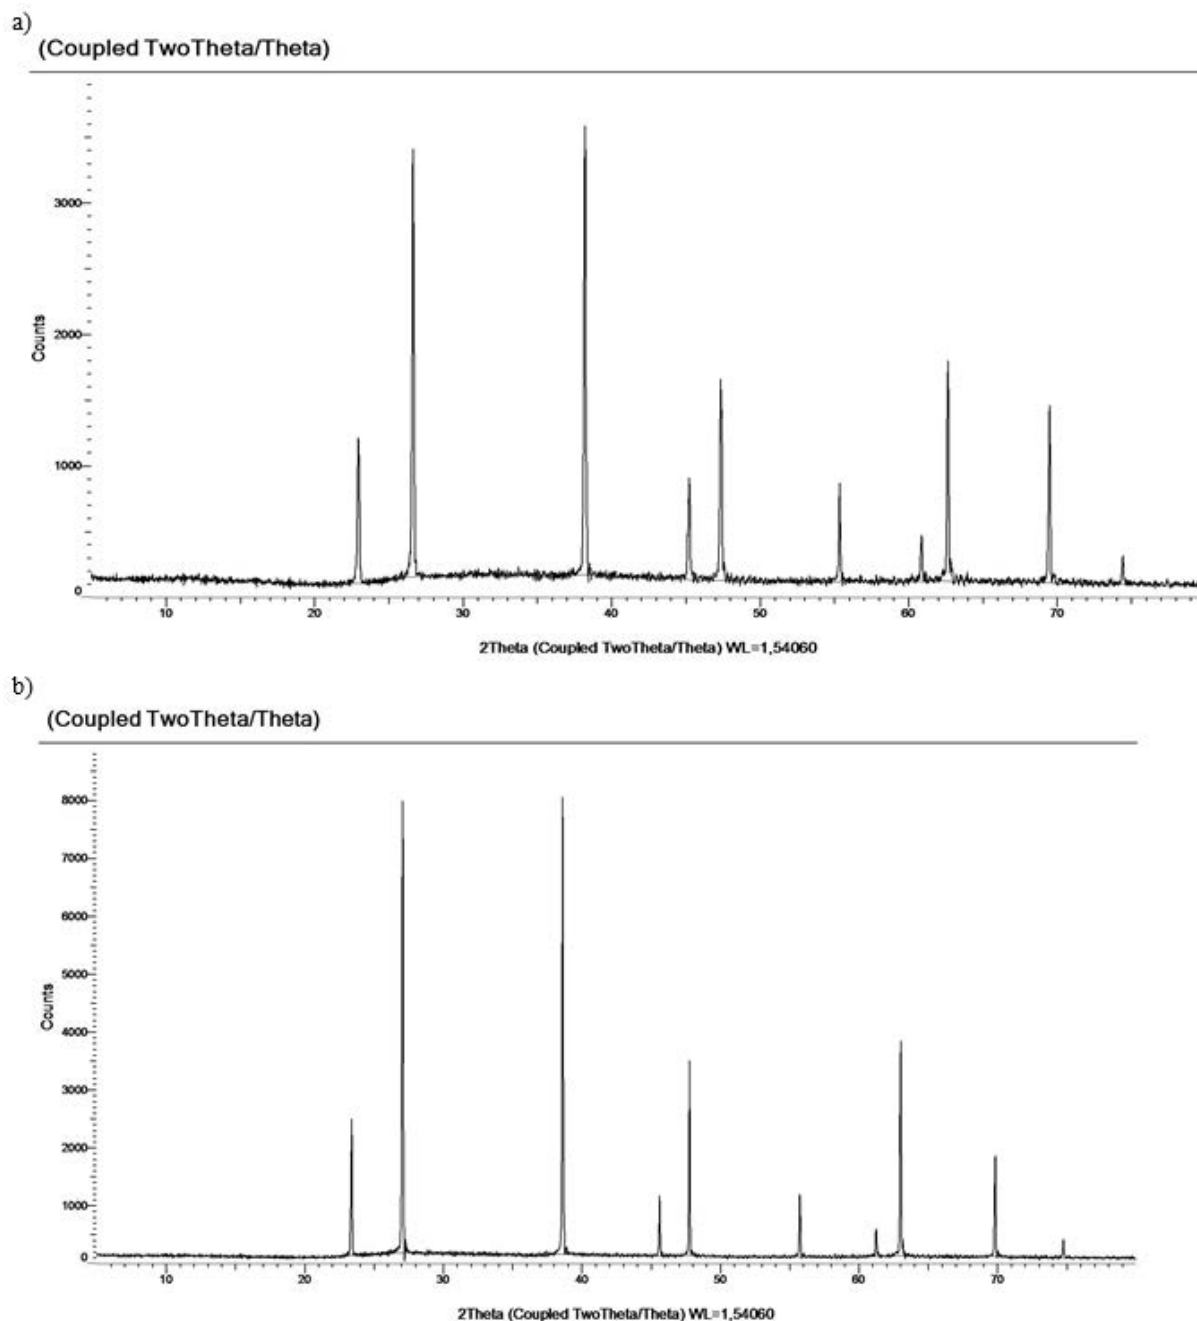 a)
(Coupled TwoTheta/Theta)
3000
2000
1000
0
Counts
10 20 30 40 50 60 70
2Theta (Coupled TwoTheta/Theta) WL=1,54060
b)
(Coupled TwoTheta/Theta)
8000
7000
6000
5000
4000
3000
2000
1000
0
Counts
10 20 30 40 50 60 70
2Theta (Coupled TwoTheta/Theta) WL=1,54060